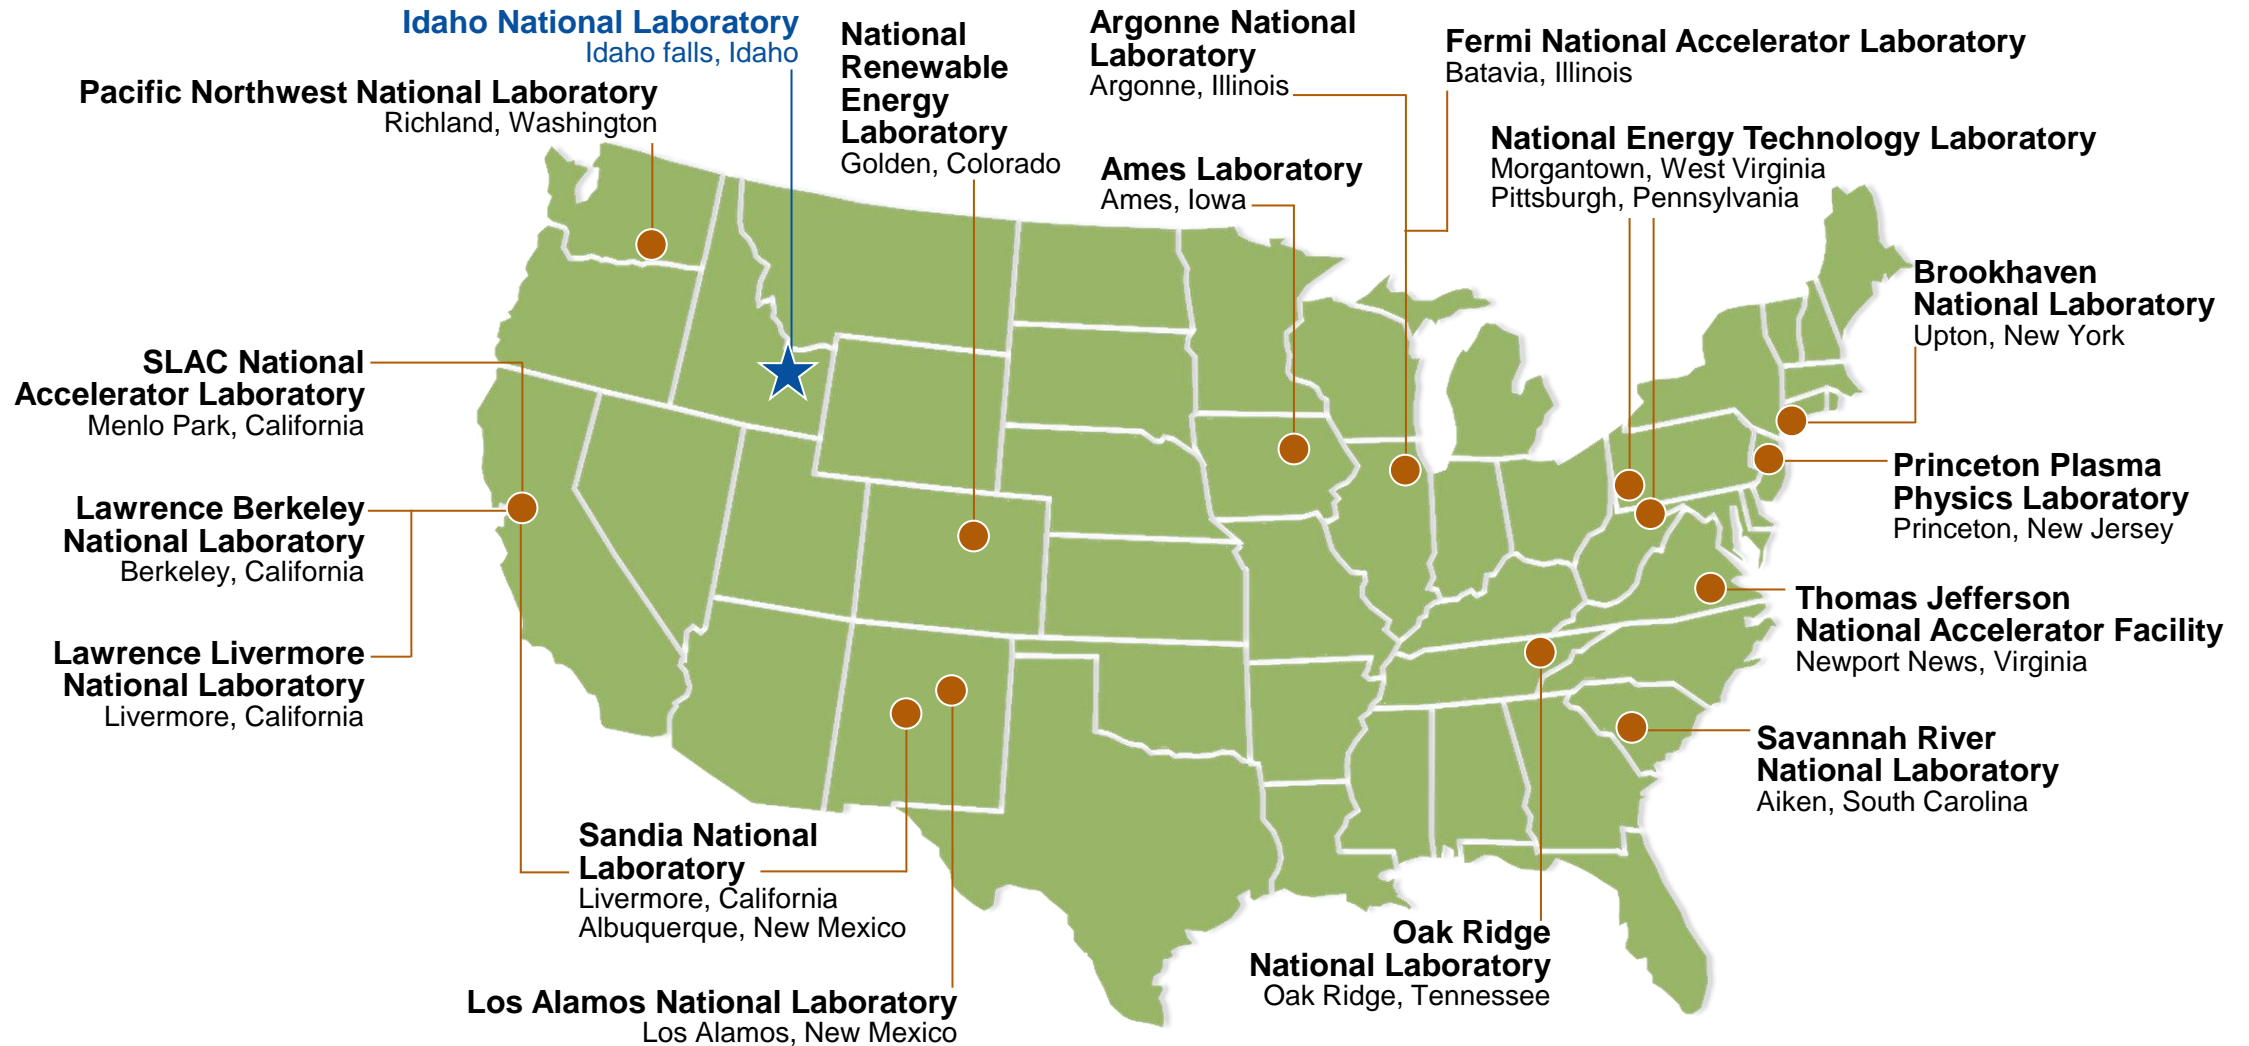 Idaho National Laboratory
Idaho falls, Idaho
Pacific Northwest National Laboratory
Richland, Washington
National
Renewable
Energy
Laboratory
Golden, Colorado
Argonne National
Laboratory
Argonne, Illinois
Fermi National Accelerator Laboratory
Batavia, Illinois
Ames Laboratory
Ames, Iowa
National Energy Technology Laboratory
Morgantown, West Virginia
Pittsburgh, Pennsylvania
Brookhaven
National Laboratory
Upton, New York
SLAC National
Accelerator Laboratory
Menlo Park, California
Princeton Plasma
Physics Laboratory
Princeton, New Jersey
Lawrence Berkeley
National Laboratory
Berkeley, California
Thomas Jefferson
National Accelerator Facility
Newport News, Virginia
Lawrence Livermore
National Laboratory
Livermore, California
Savannah River
National Laboratory
Aiken, South Carolina
Sandia National
Laboratory
Livermore, California
Albuquerque, New Mexico
Oak Ridge
National Laboratory
Oak Ridge, Tennessee
Los Alamos National Laboratory
Los Alamos, New Mexico